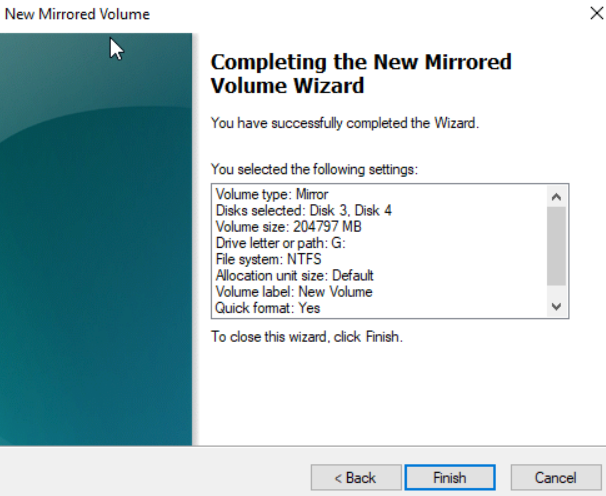 New Mirrored Volume
Completing the New Mirrored
Volume Wizard
You have successfully completed the Wizard.
You selected the following settings:
Volume type: Mirror
Disks selected: Disk 3, Disk 4
Volume size: 204797 MB
Drive letter or path: G:
File system: NTFS
Allocation unit size: Default
Volume label: New Volume
Quick format: Yes
To close this wizard, click Finish.
< Back
Finish
Cancel